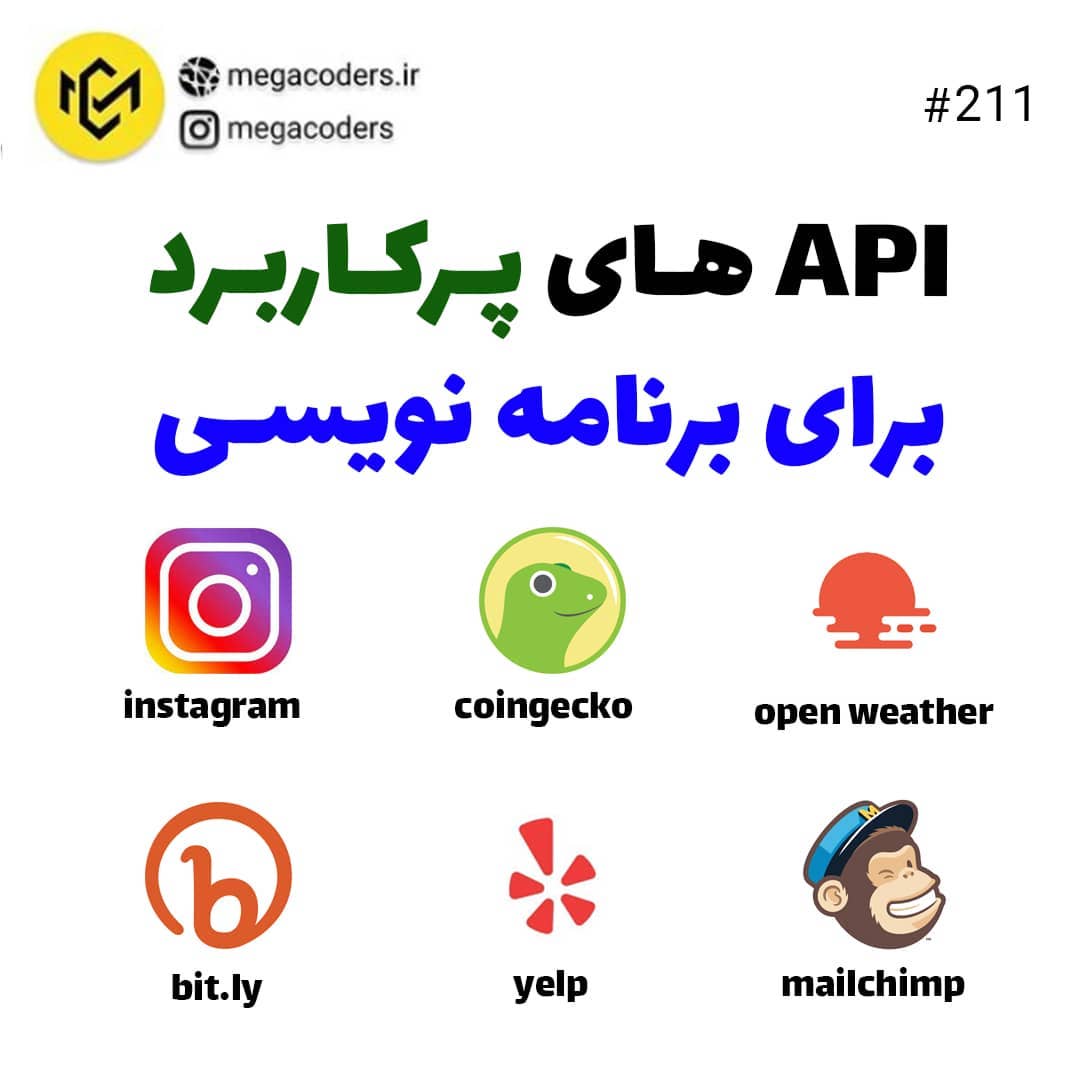 megacoders.ir
megacoders
#211
API های پرکاربرد
برای برنامه نویسی
instagram
coingecko
open weather
bit.ly
yelp
mailchimp